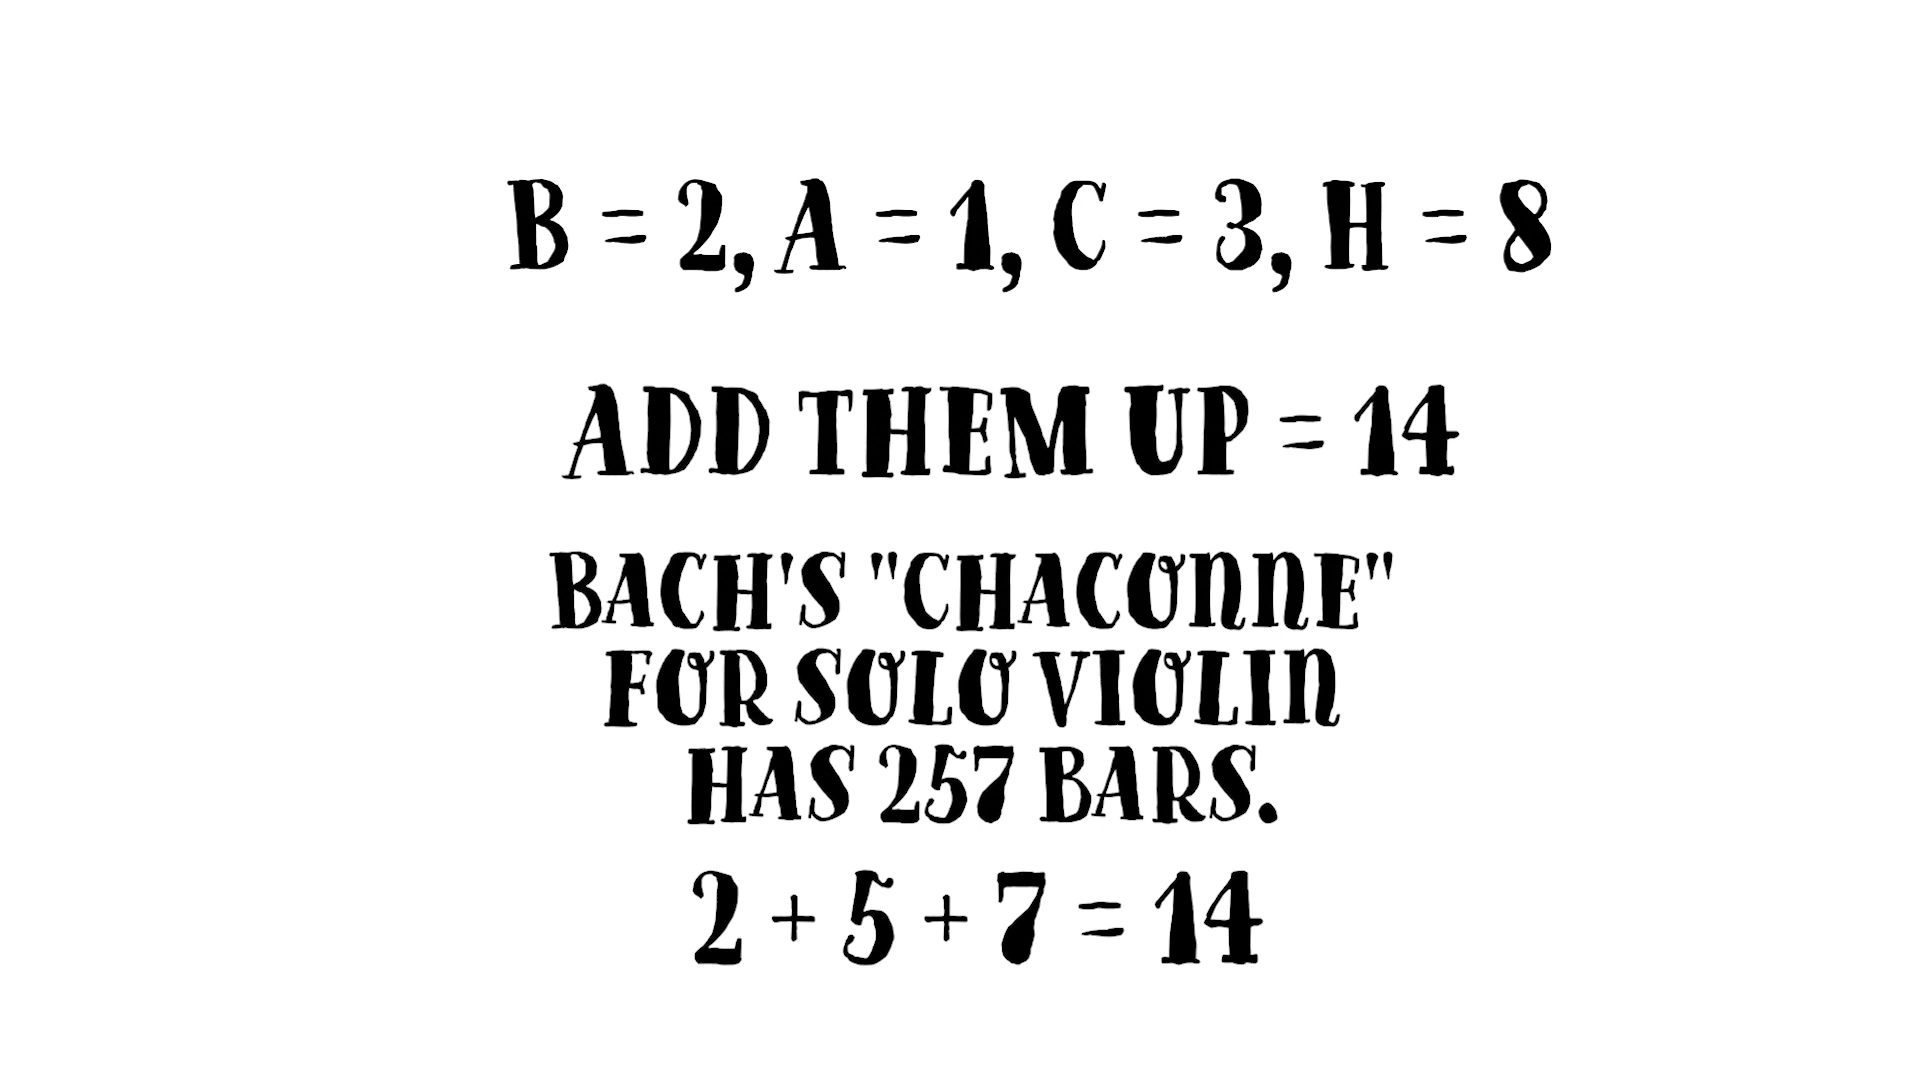 B = 2, A = 1, C = 3, H = 8
ADD THEM UP = 14
BACH'S "CHACONNE"
FOR SOLO VIOLIN
HAS 257 BARS.
2 + 5 + 7 = 14